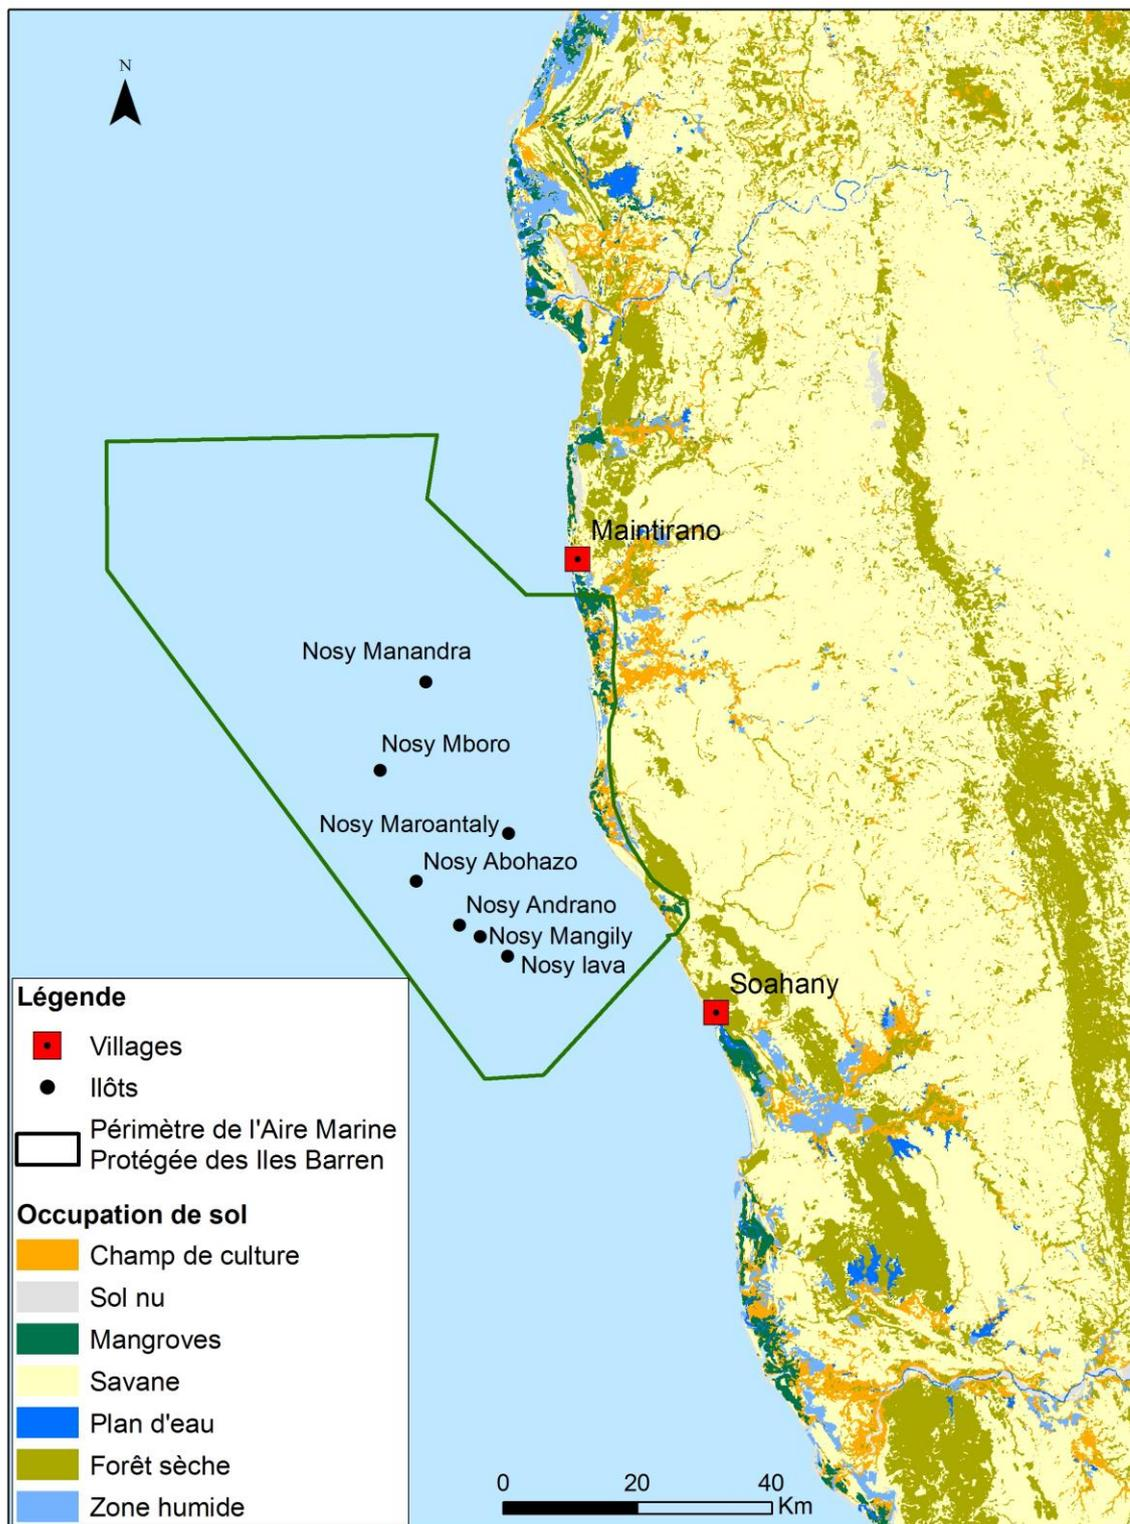 N
Maintirano
Nosy Manandra
Nosy Mboro
Nosy Maroantaly
Nosy Abohazo
Nosy Andrano
Nosy Mangily
Nosy lava
Soahany
Légende
Villages
Ilôts
Périmètre de l'Aire Marine
Protégée des Iles Barren
Occupation de sol
Champ de culture
Sol nu
Mangroves
Savane
Plan d'eau
Forêt sèche
Zone humide
0 20 40
Km